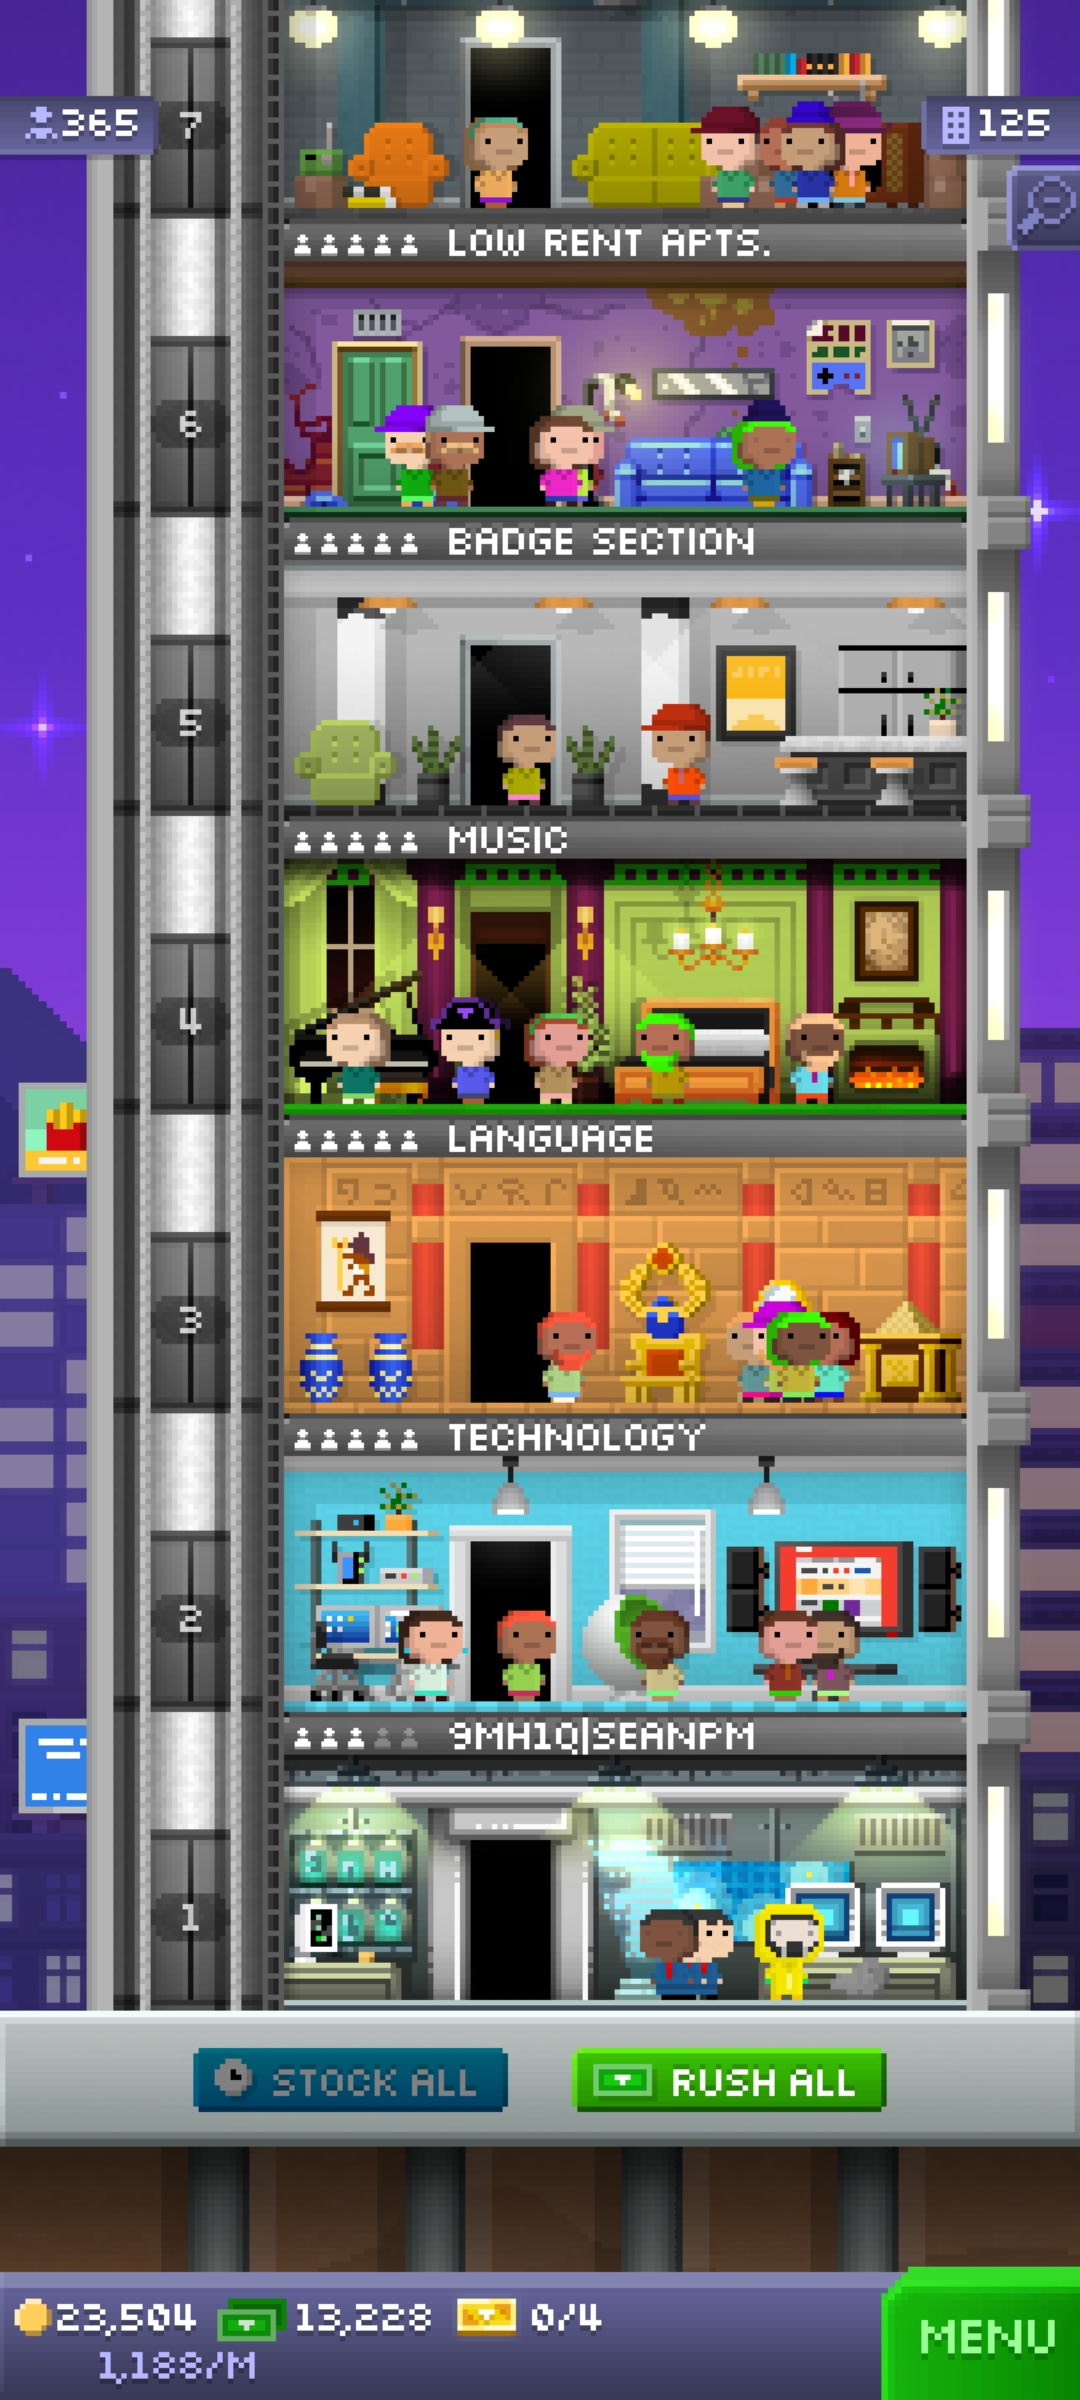 365
7
125
LOW RENT APTS.
6
BADGE SECTION
5
MUSIC
4
LANGUAGE
3
TECHNOLOGY
2
9MH1Q|SEANPM
1
STOCK ALL
RUSH ALL
23,504 13,228 0/4
1,188/M
MENU